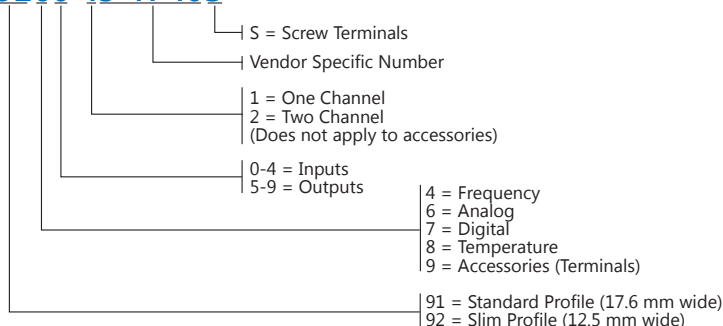 S = Screw Terminals
Vendor Specific Number
1 = One Channel
2 = Two Channel
(Does not apply to accessories)
0-4 = Inputs
5-9 = Outputs
4 = Frequency
6 = Analog
7 = Digital
8 = Temperature
9 = Accessories (Terminals)
91 = Standard Profile (17.6 mm wide)
92 = Slim Profile (12.5 mm wide)